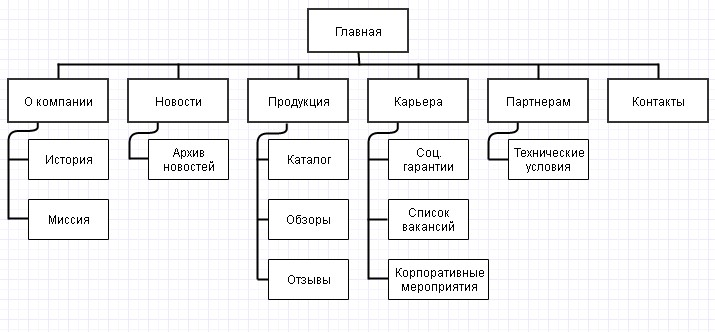 Главная
О компании
Новости
Продукция
Карьера
Партнерам
Контакты
История
Миссия
Архив
новостей
Каталог
Обзоры
Отзывы
Соц.
гарантии
Список
вакансий
Корпоративные
мероприятия
Технические
условия